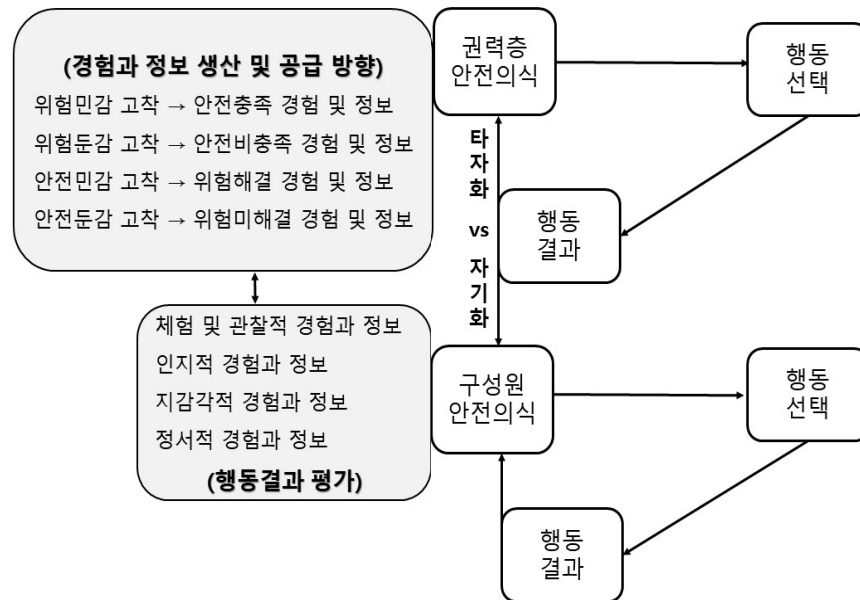 (경험과 정보 생산 및 공급 방향)
위험민감 고착 → 안전충족 경험 및 정보
위험둔감 고착 → 안전비충족 경험 및 정보
안전민감 고착 → 위험해결 경험 및 정보
안전둔감 고착 → 위험미해결 경험 및 정보
권력층
안전의식
행동
선택
타자화 vs 자기화
행동
결과
체험 및 관찰적 경험과 정보
인지적 경험과 정보
지감각적 경험과 정보
정서적 경험과 정보
(행동결과 평가)
구성원
안전의식
행동
선택
행동
결과